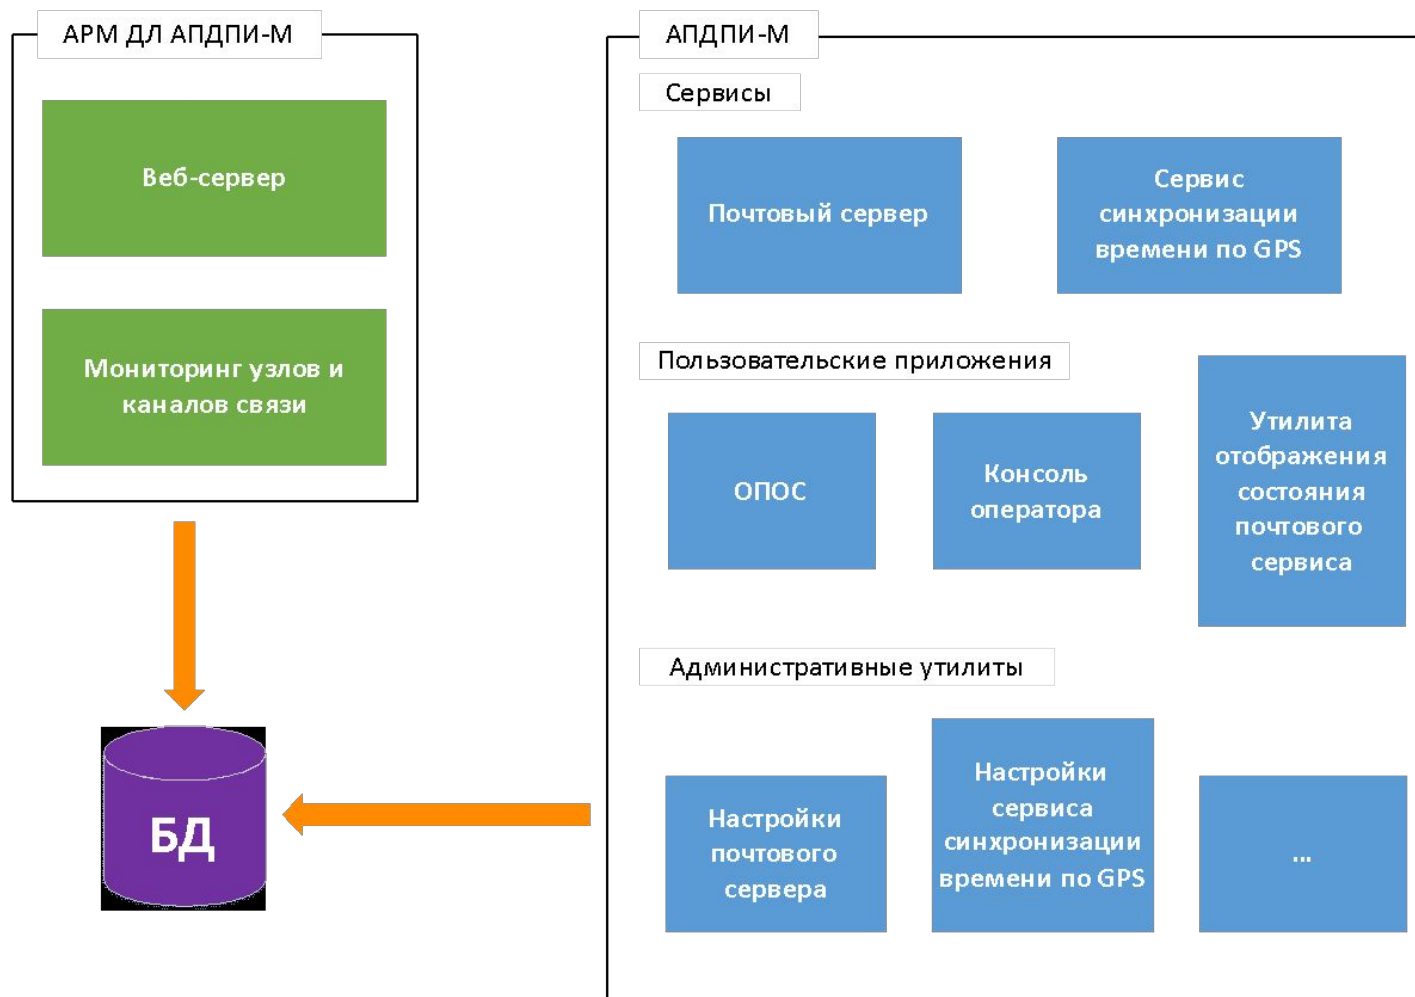 АРМ ДЛ АПДПИ-М
Веб-сервер
Мониторинг узлов и
каналов связи
БД
АПДПИ-М
Сервисы
Почтовый сервер
Сервис
синхронизации
времени по GPS
Пользовательские приложения
ОПОС
Консоль
оператора
Утилита
отображения
состояния
почтового
сервиса
Административные утилиты
Настройки
почтового
сервера
Настройки
сервиса
синхронизации
времени по GPS
...